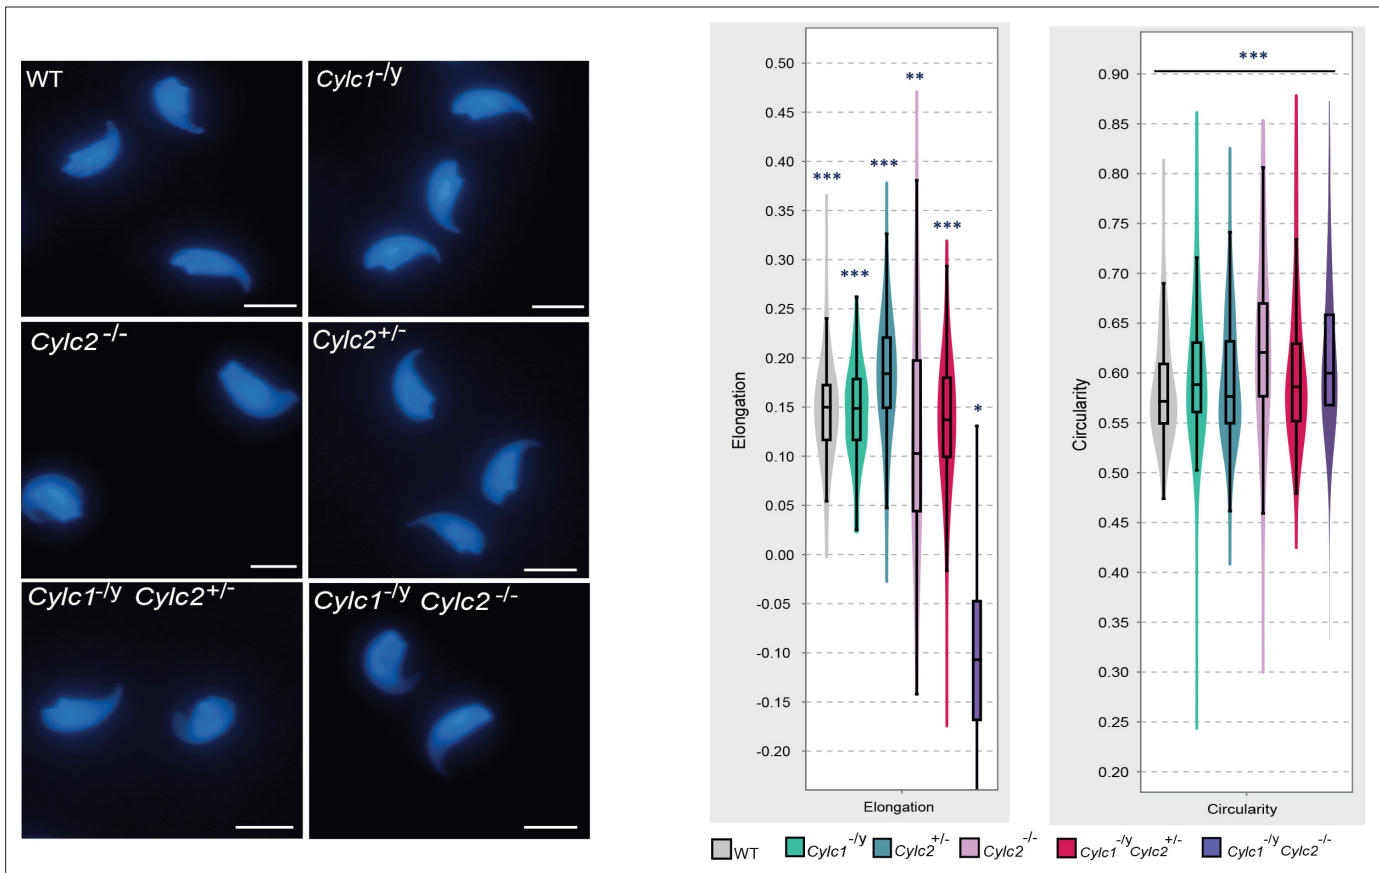 WT
Cylc1-/y
Cylc2-/-
Cylc2+/-
Cylc1-/y Cylc2+/-
Cylc1-/y Cylc2-/-
Elongation
0.50
0.45
0.40
0.35
0.30
0.25
0.20
0.15
0.10
0.05
0.00
-0.05
-0.10
-0.15
-0.20
***
***
***
**
***
*
Elongation
Circularity
0.90
0.85
0.80
0.75
0.70
0.65
0.60
0.55
0.50
0.45
0.40
0.35
0.30
0.25
0.20
***
Circularity
WT
Cylc1-/y
Cylc2+/-
Cylc2-/-
Cylc1-/y Cylc2+/-
Cylc1-/y Cylc2-/-